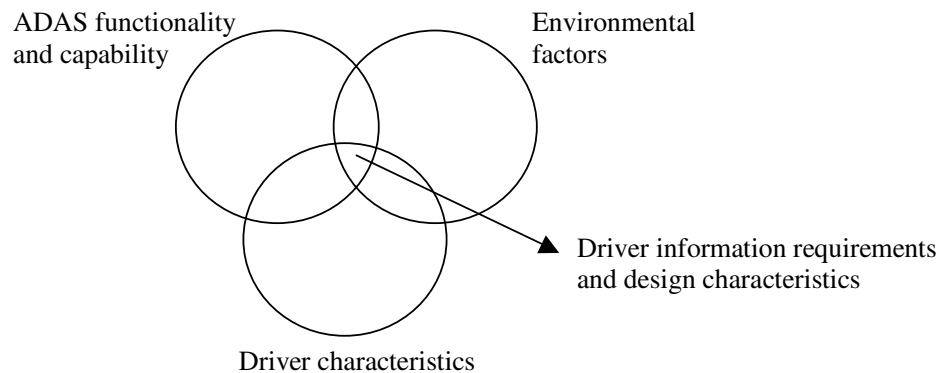 ADAS functionality
and capability
Environmental
factors
Driver information requirements
and design characteristics
Driver characteristics